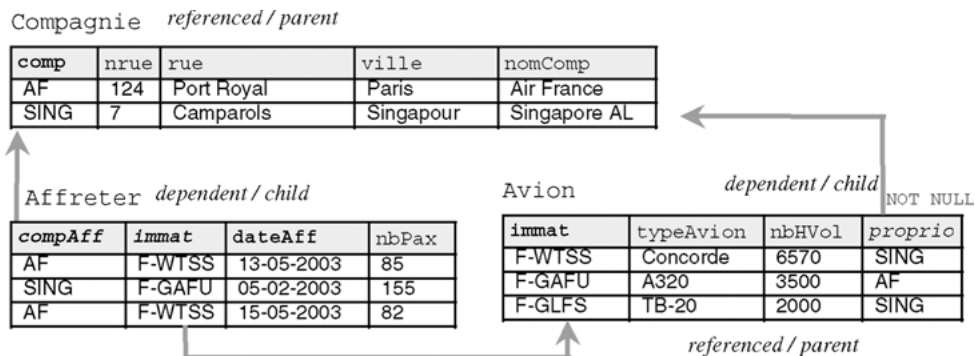 Compagnie referenced / parent
comp nrue rue ville nomComp
AF 124 Port Royal Paris Air France
SING 7 Camparols Singapour Singapore AL
Affreter dependent / child
compAff immat dateAff nbPax
AF F-WTSS 13-05-2003 85
SING F-GAFU 05-02-2003 155
AF F-WTSS 15-05-2003 82
Avion dependent / child NOT NULL
immat typeAvion nbHVol proprio
F-WTSS Concorde 6570 SING
F-GAFU A320 3500 AF
F-GLFS TB-20 2000 SING
referenced / parent